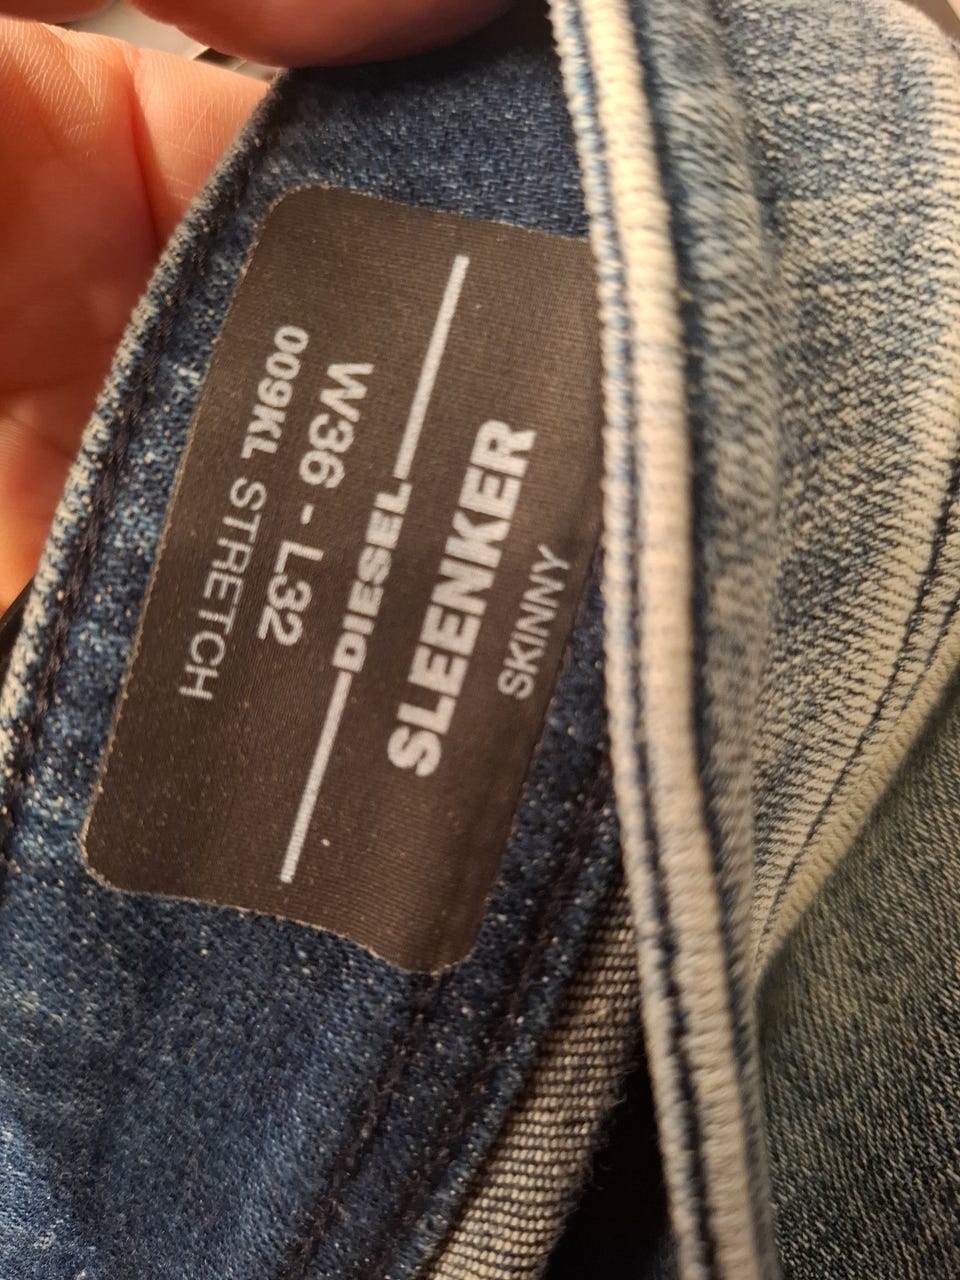 DIESEL
SLEENKER
SKINNY
W36 - L32
009KL STRETCH